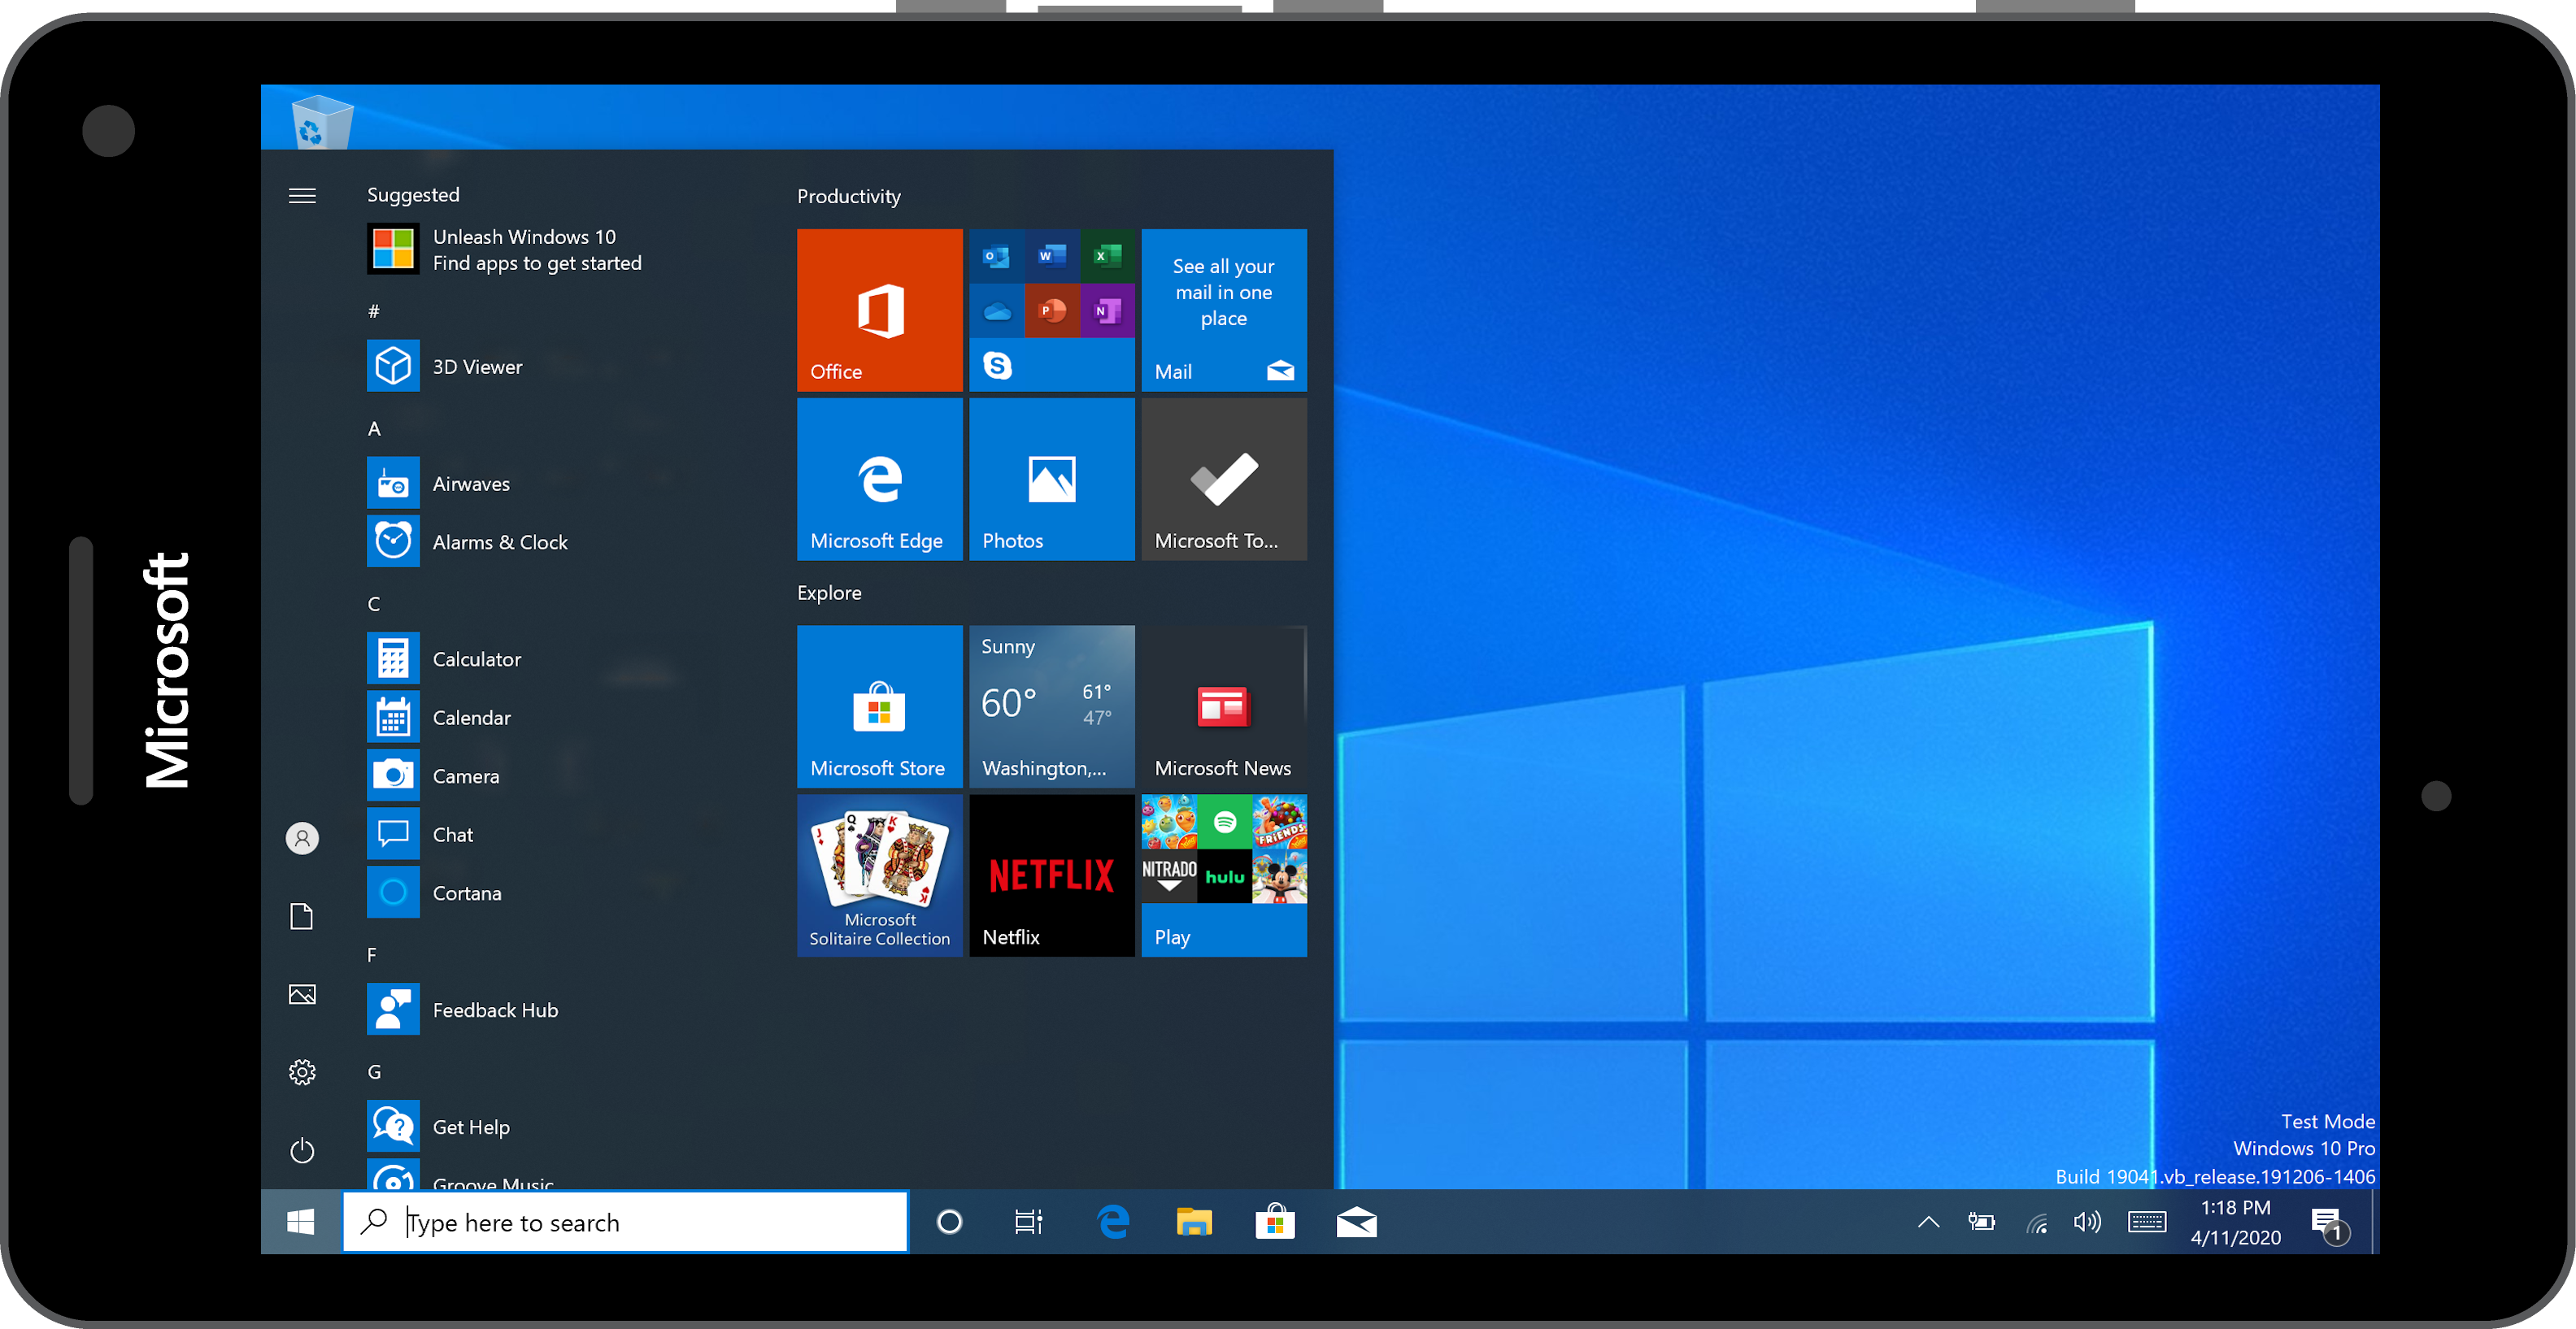 Microsoft
Suggested
Unleash Windows 10
Find apps to get started
#
3D Viewer
A
Airwaves
Alarms & Clock
C
Calculator
Calendar
Camera
Chat
Cortana
F
Feedback Hub
G
Get Help
Groove Music
Productivity
Office
O
W
X
P
N
S
See all your
mail in one
place
Mail
Microsoft Edge
Photos
Microsoft To...
Explore
Microsoft Store
Sunny
60°
61°
47°
Washington,...
Microsoft News
J
Q
K
K
Microsoft
Solitaire Collection
NETFLIX
Netflix
FRIENDS
NITRADO
hulu
Play
Test Mode
Windows 10 Pro
Build 19041.vb_release.191206-1406
Type here to search
1:18 PM
4/11/2020
1